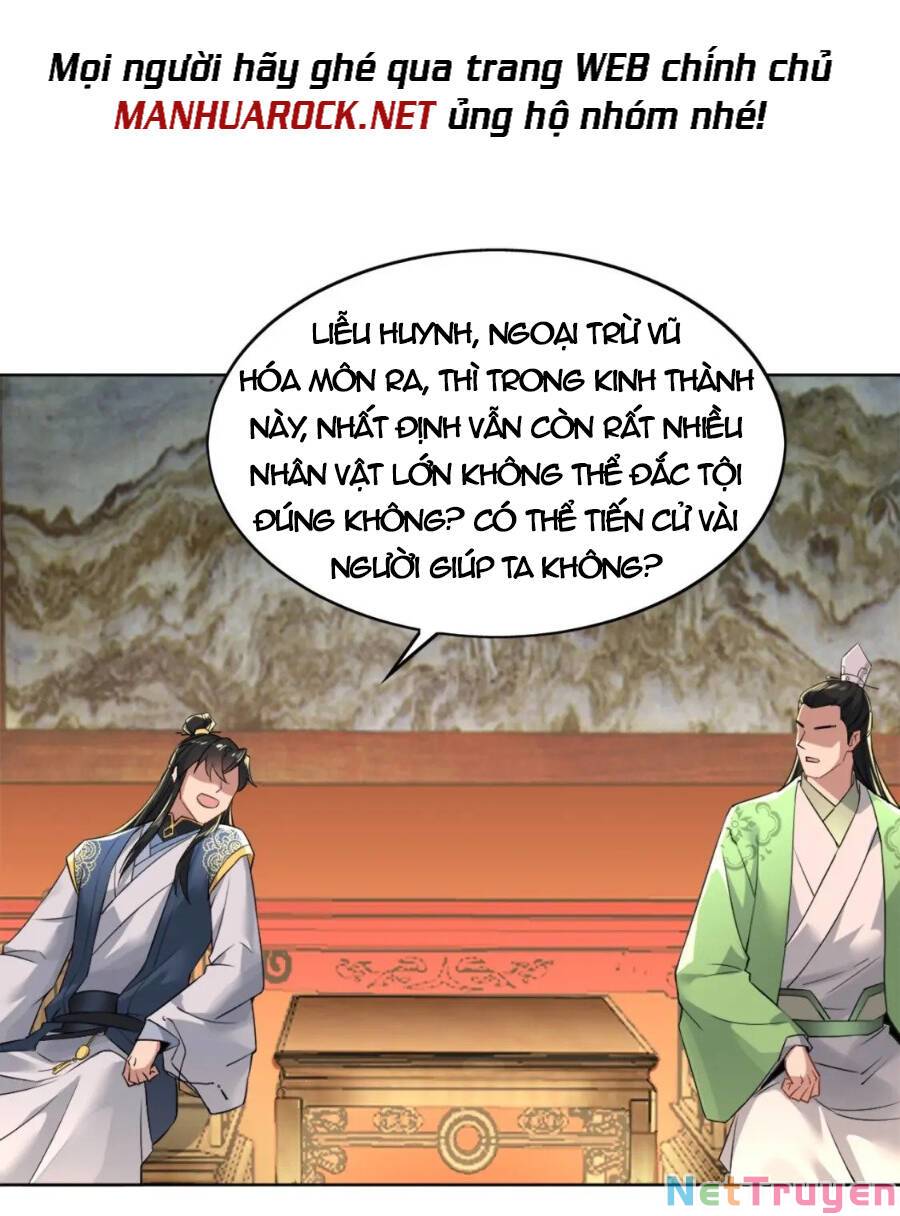 Mọi người hãy ghé qua trang WEB chính chủ
MANHUAROCK.NET ủng hộ nhóm nhé!
LIỄU HUYNH, NGOẠI TRỪ VŨ
HÓA MÔN RA, THÌ TRONG KINH THÀNH
NÀY, NHẤT ĐỊNH VẪN CÒN RẤT NHIỀU
NHÂN VẬT LỚN KHÔNG THỂ ĐẮC TỘI
ĐÚNG KHÔNG? CÓ THỂ TIẾN CỬ VÀI
NGƯỜI GIÚP TA KHÔNG?
NetTruyen